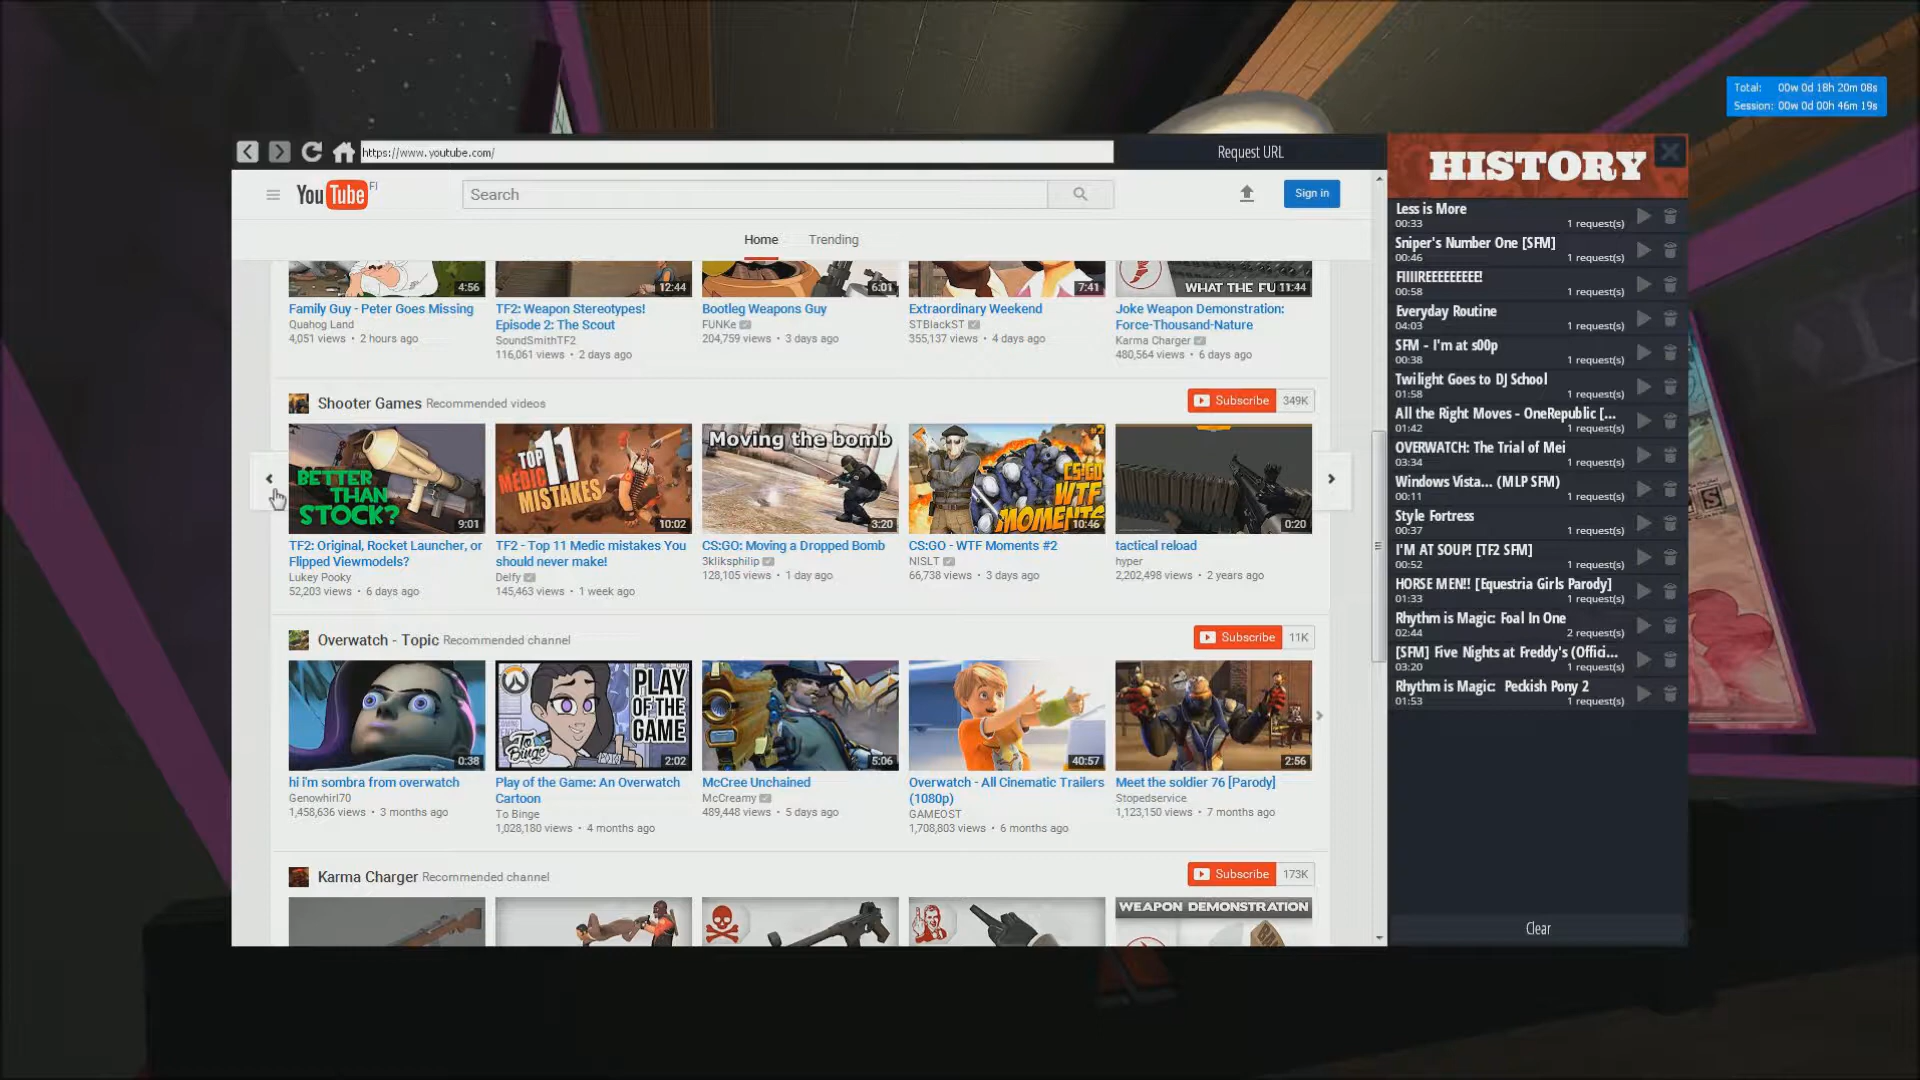 Total: 00w 0d 18h 20m 08s
Session: 00w 0d 00h 46m 19s
https://www.youtube.com/
Request URL
YouTube FI
Search
Sign in
Home
Trending
4:56
12:44
6:01
7:41
WHAT THE FU
11:44
Family Guy - Peter Goes Missing
Quahog Land
4,051 views • 2 hours ago
TF2: Weapon Stereotypes!
Episode 2: The Scout
SoundSmithTF2
116,061 views • 2 days ago
Bootleg Weapons Guy
FUNKe
204,759 views • 3 days ago
Extraordinary Weekend
STBlackST
355,137 views • 4 days ago
Joke Weapon Demonstration:
Force-Thousand-Nature
Karma Charger
480,564 views • 6 days ago
Shooter Games Recommended videos
Subscribe 349K
BETTER
THAN
STOCK?
9:01
TOP 11
MEDIC
MISTAKES
10:02
Moving the bomb
3:20
#2
CS:GO
WTF
MOMENTS
10:46
0:20
TF2: Original, Rocket Launcher, or
Flipped Viewmodels?
Lukey Pooky
52,203 views • 6 days ago
TF2 - Top 11 Medic mistakes You
should never make!
Delfy
145,463 views • 1 week ago
CS:GO: Moving a Dropped Bomb
3kliksphilip
128,105 views • 1 day ago
CS:GO - WTF Moments #2
NISLT
66,738 views • 3 days ago
tactical reload
hyper
2,202,498 views • 2 years ago
Overwatch - Topic Recommended channel
Subscribe 11K
0:38
PLAY
OF THE
GAME
To Binge
2:02
5:06
40:57
2:56
hi i'm sombra from overwatch
Genowhirl70
1,458,636 views • 3 months ago
Play of the Game: An Overwatch
Cartoon
To Binge
1,028,180 views • 4 months ago
McCree Unchained
McCreamy
489,448 views • 5 days ago
Overwatch - All Cinematic Trailers
(1080p)
GAMEOST
1,708,803 views • 6 months ago
Meet the soldier 76 [Parody]
Stopedservice
1,123,150 views • 7 months ago
Karma Charger Recommended channel
Subscribe 173K
WEAPON DEMONSTRATION
HISTORY
Less is More
00:33 1 request(s)
Sniper's Number One [SFM]
00:46 1 request(s)
FIIIIREEEEEEEEE!
00:58 1 request(s)
Everyday Routine
04:03 1 request(s)
SFM - I'm at s00p
00:38 1 request(s)
Twilight Goes to DJ School
01:58 1 request(s)
All the Right Moves - OneRepublic [...
01:42 1 request(s)
OVERWATCH: The Trial of Mei
03:34 1 request(s)
Windows Vista... (MLP SFM)
00:11 1 request(s)
Style Fortress
00:37 1 request(s)
I'M AT SOUP! [TF2 SFM]
00:52 1 request(s)
HORSE MEN!! [Equestria Girls Parody]
01:33 1 request(s)
Rhythm is Magic: Foal In One
02:44 2 request(s)
[SFM] Five Nights at Freddy's (Offici...
03:20 1 request(s)
Rhythm is Magic: Peckish Pony 2
01:53 1 request(s)
Clear